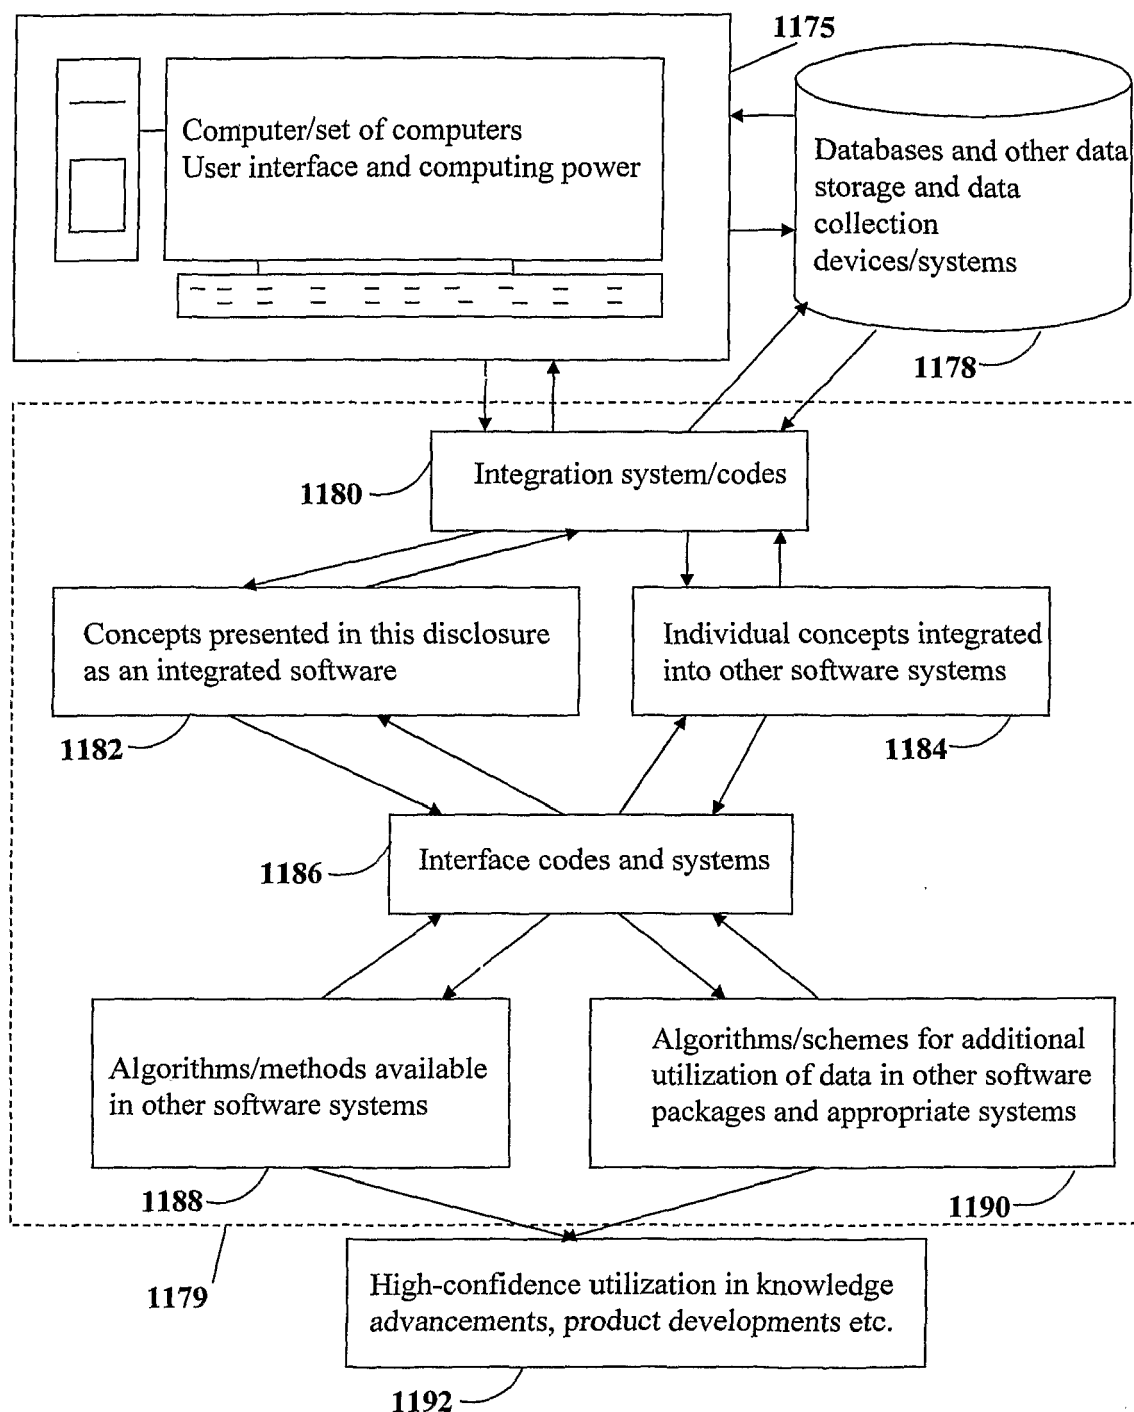 1175
Computer/set of computers
User interface and computing power
Databases and other data
storage and data
collection
devices/systems
1178
Integration system/codes
1180
Concepts presented in this disclosure
as an integrated software
Individual concepts integrated
into other software systems
1182
1184
Interface codes and systems
1186
Algorithms/methods available
in other software systems
Algorithms/schemes for additional
utilization of data in other software
packages and appropriate systems
1188
1190
1179
High-confidence utilization in knowledge
advancements, product developments etc.
1192